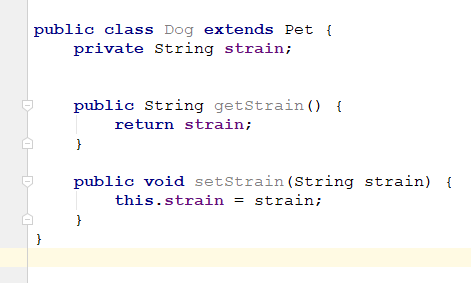 public class Dog extends Pet {
    private String strain;
    public String getStrain() {
        return strain;
    }
    public void setStrain(String strain) {
        this.strain = strain;
    }
}